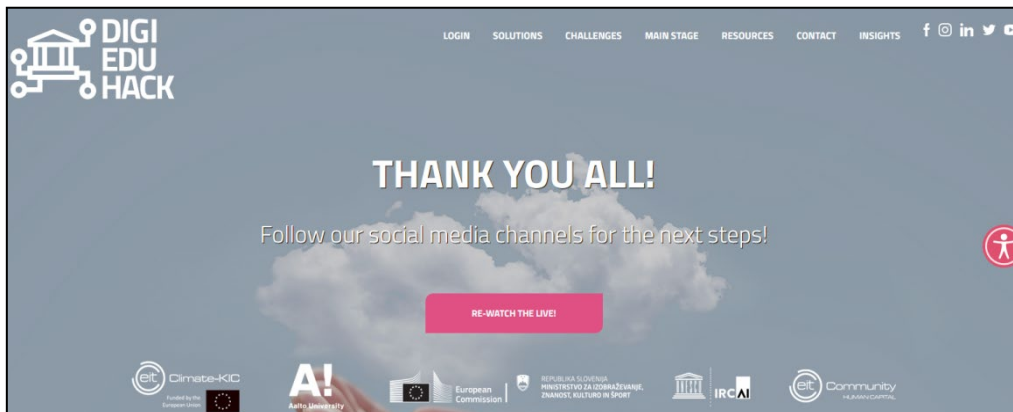 DIGI
EDU
HACK
LOGIN SOLUTIONS CHALLENGES MAIN STAGE RESOURCES CONTACT INSIGHTS
THANK YOU ALL!
Follow our social media channels for the next steps!
RE-WATCH THE LIVE!
eit Climate-KIC
Funded by the
European Union
A!
Aalto University
European
Commission
REPUBLIKA SLOVENIJA
MINISTRSTVO ZA IZOBRAŽEVANJE,
ZNANOST, KULTURO IN ŠPORT
IRCAI
eit Community
HUMAN CAPITAL